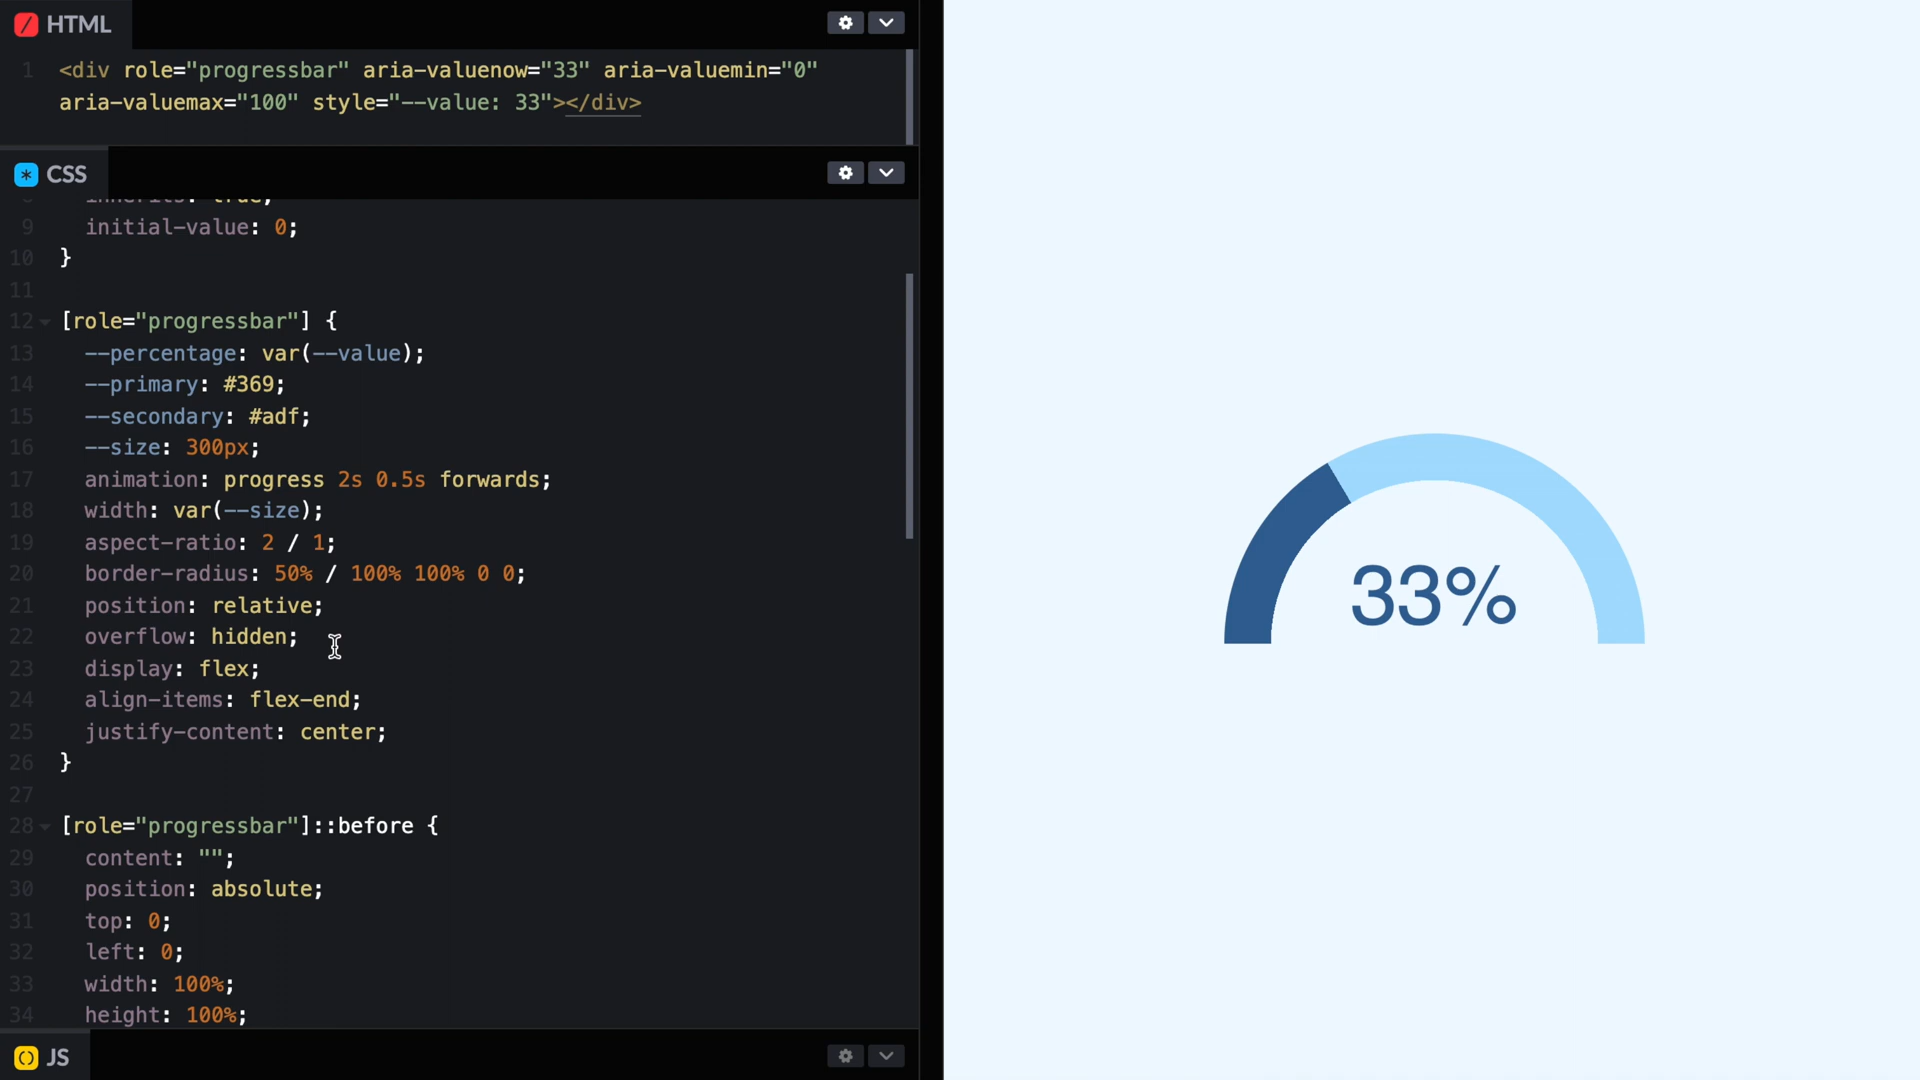 HTML
1 <div role="progressbar" aria-valuenow="33" aria-valuemin="0"
aria-valuemax="100" style="--value: 33"></div>
CSS
8 inherits: true;
9 initial-value: 0;
10 }
11
12 [role="progressbar"] {
13 --percentage: var(--value);
14 --primary: #369;
15 --secondary: #adf;
16 --size: 300px;
17 animation: progress 2s 0.5s forwards;
18 width: var(--size);
19 aspect-ratio: 2 / 1;
20 border-radius: 50% / 100% 100% 0 0;
21 position: relative;
22 overflow: hidden;
23 display: flex;
24 align-items: flex-end;
25 justify-content: center;
26 }
27
28 [role="progressbar"]::before {
29 content: "";
30 position: absolute;
31 top: 0;
32 left: 0;
33 width: 100%;
34 height: 100%;
JS
33%